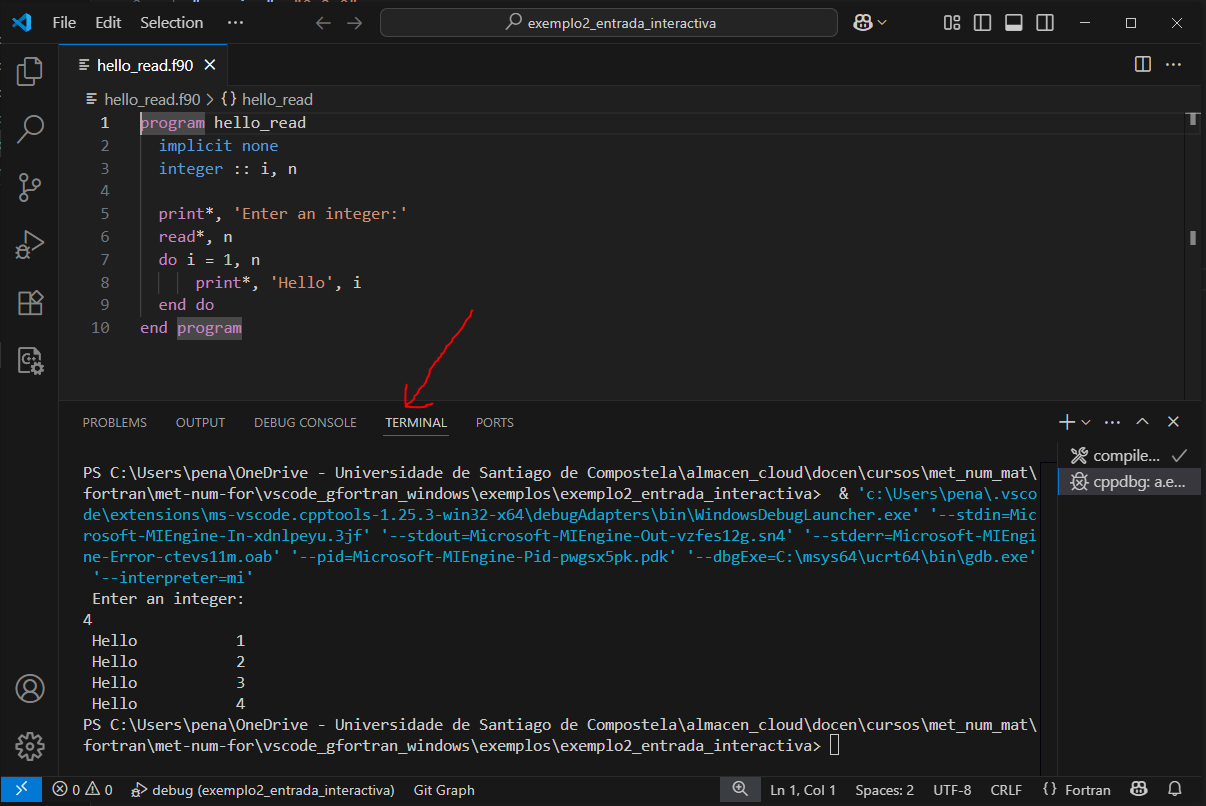 File Edit Selection ···
exemplo2_entrada_interactiva
hello_read.f90
hello_read.f90 > {} hello_read
1 program hello_read
2 implicit none
3 integer :: i, n
4
5 print*, 'Enter an integer:'
6 read*, n
7 do i = 1, n
8 print*, 'Hello', i
9 end do
10 end program
PROBLEMS OUTPUT DEBUG CONSOLE TERMINAL PORTS
compile...
cppdbg: a.e...
PS C:\Users\pena\OneDrive - Universidade de Santiago de Compostela\almacen_cloud\docen\cursos\met_num_mat\
fortran\met-num-for\vscode_gfortran_windows\exemplos\exemplo2_entrada_interactiva>  & 'c:\Users\pena\.vsco
de\extensions\ms-vscode.cpptools-1.25.3-win32-x64\debugAdapters\bin\WindowsDebugLauncher.exe' '--stdin=Mic
rosoft-MIEngine-In-xdnlpeyu.3jf' '--stdout=Microsoft-MIEngine-Out-vzfes12g.sn4' '--stderr=Microsoft-MIEngi
ne-Error-ctevs11m.oab' '--pid=Microsoft-MIEngine-Pid-pwgsx5pk.pdk' '--dbgExe=C:\msys64\ucrt64\bin\gdb.exe'
'--interpreter=mi'
Enter an integer:
4
Hello 1
Hello 2
Hello 3
Hello 4
PS C:\Users\pena\OneDrive - Universidade de Santiago de Compostela\almacen_cloud\docen\cursos\met_num_mat\
fortran\met-num-for\vscode_gfortran_windows\exemplos\exemplo2_entrada_interactiva>
0 0 debug (exemplo2_entrada_interactiva) Git Graph Ln 1, Col 1 Spaces: 2 UTF-8 CRLF {} Fortran